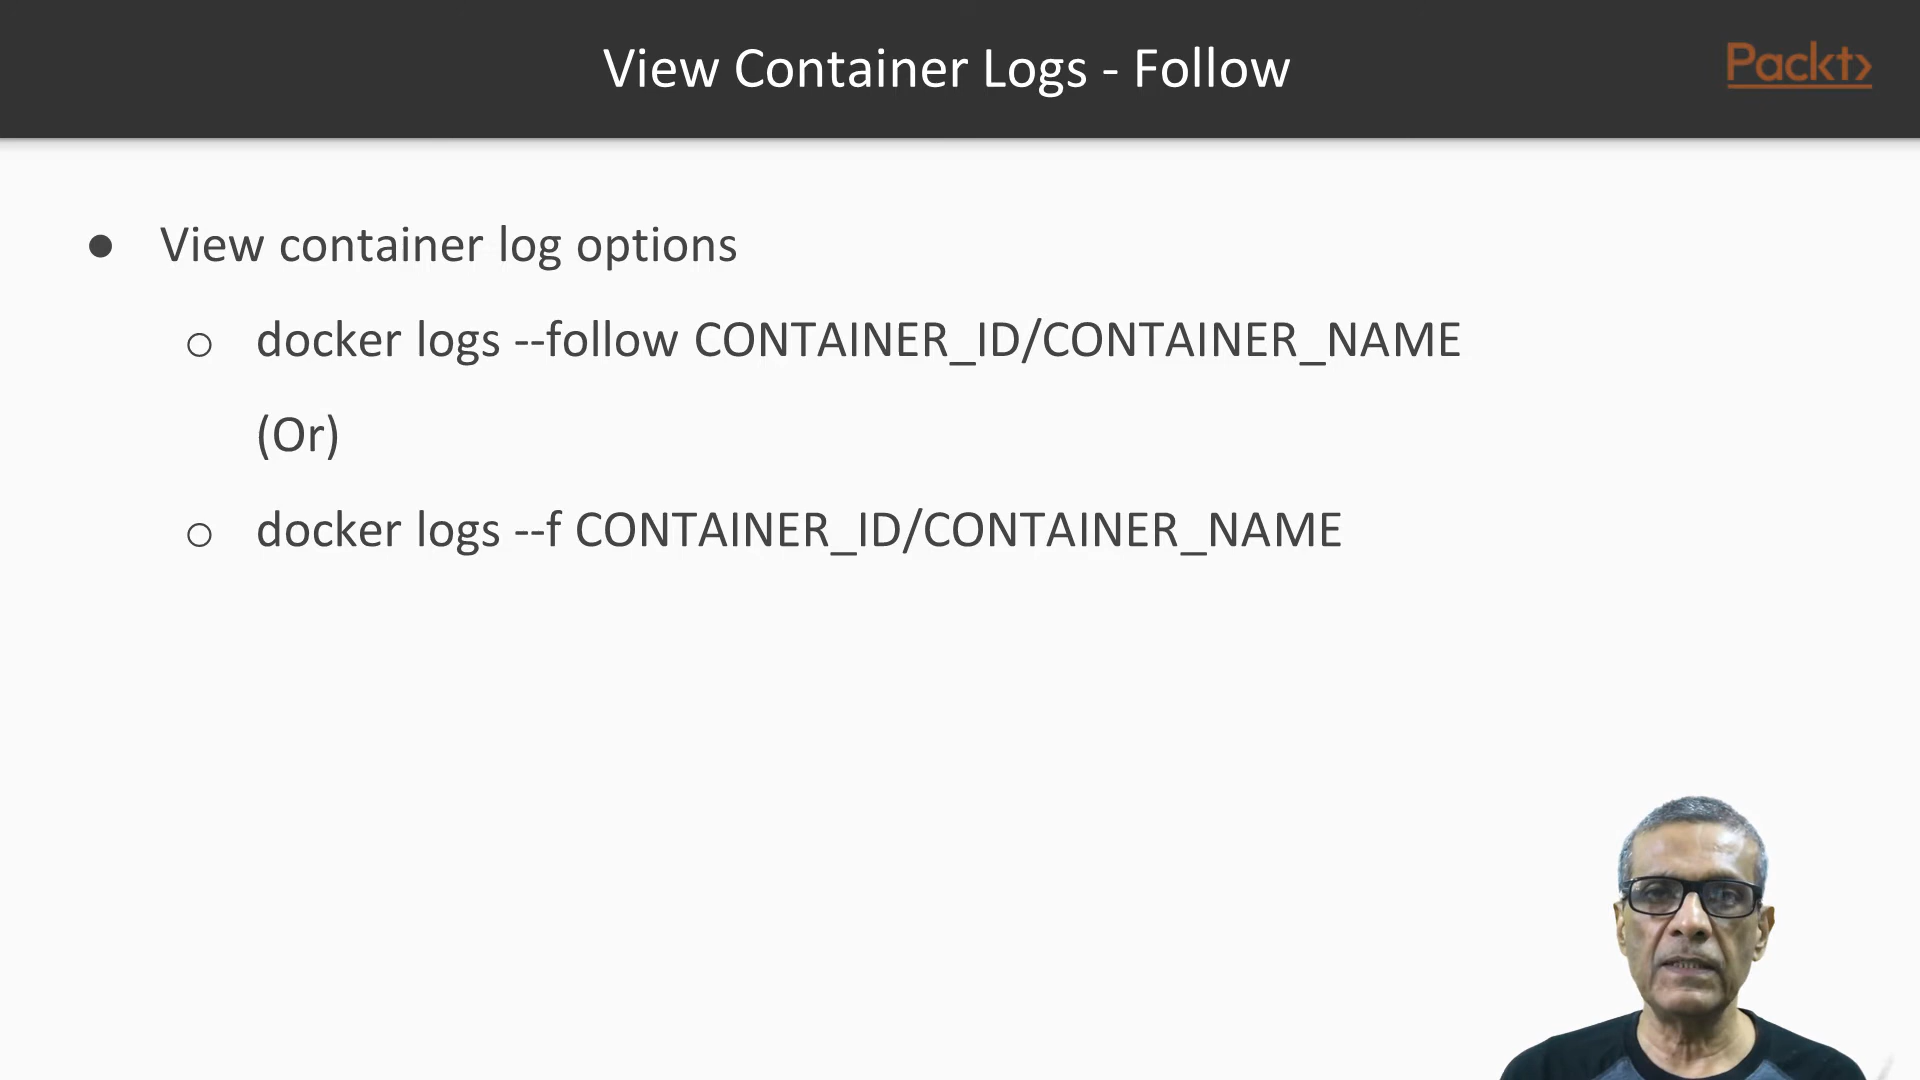 View Container Logs - Follow
Packt>
● View container log options
○ docker logs --follow CONTAINER_ID/CONTAINER_NAME
(Or)
○ docker logs --f CONTAINER_ID/CONTAINER_NAME